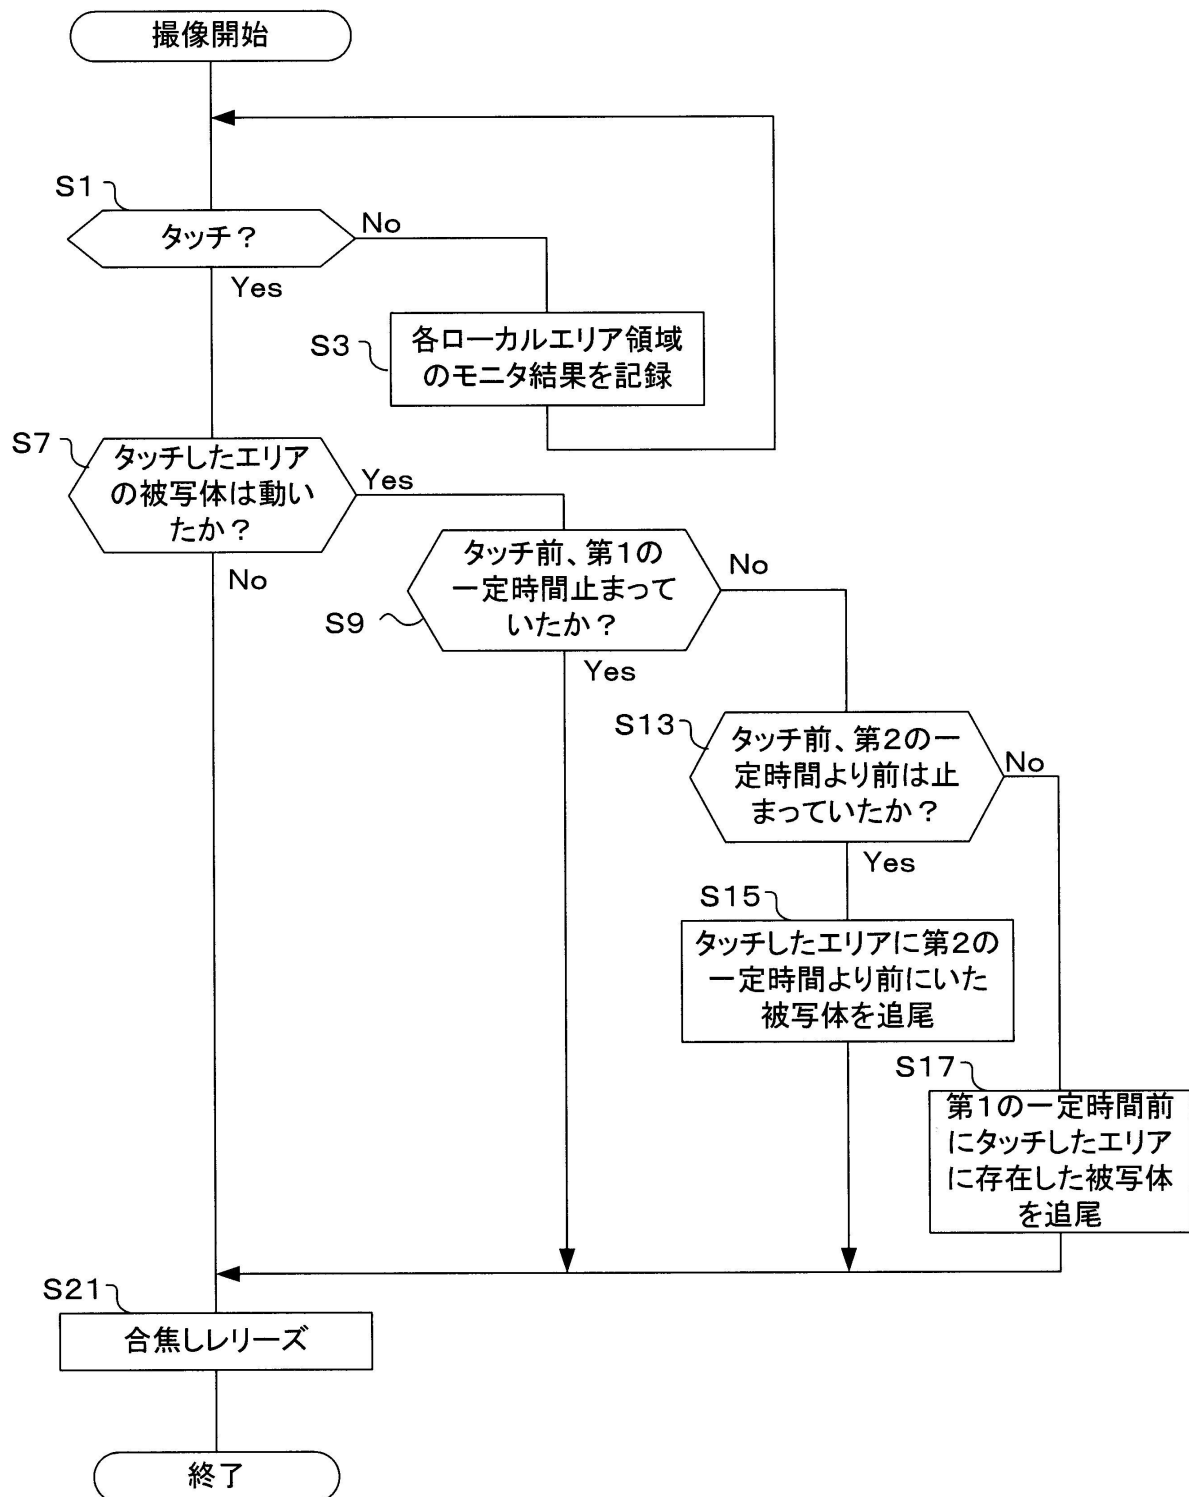 撮像開始
S1
タッチ？
No
Yes
S3
各ローカルエリア領域
のモニタ結果を記録
S7
タッチしたエリア
の被写体は動い
たか？
Yes
No
S9
タッチ前、第1の
一定時間止まって
いたか？
No
Yes
S13
タッチ前、第2の一
定時間より前は止
まっていたか？
No
Yes
S15
タッチしたエリアに第2の
一定時間より前にいた
被写体を追尾
S17
第1の一定時間前
にタッチしたエリア
に存在した被写体
を追尾
S21
合焦しレリーズ
終了